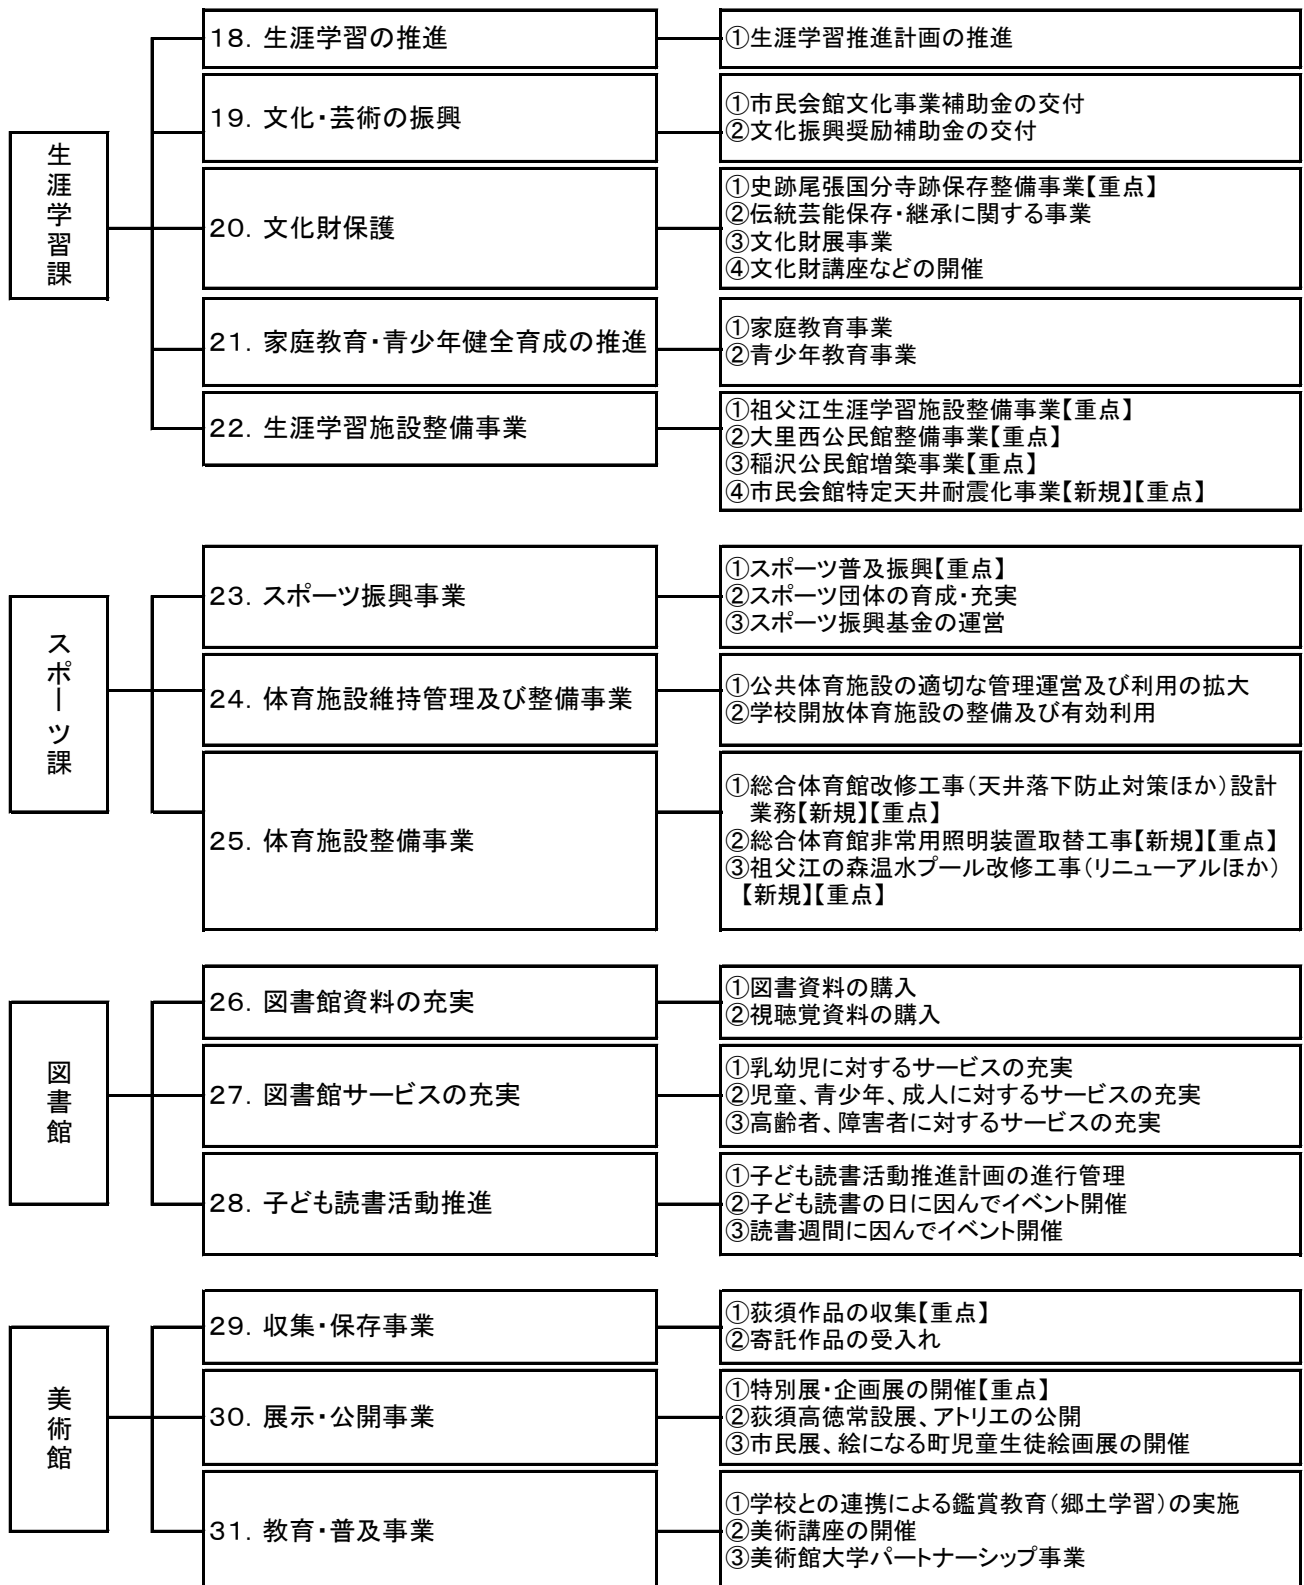 生涯学習課
18. 生涯学習の推進
①生涯学習推進計画の推進
19. 文化・芸術の振興
①市民会館文化事業補助金の交付
②文化振興奨励補助金の交付
20. 文化財保護
①史跡尾張国分寺跡保存整備事業【重点】
②伝統芸能保存・継承に関する事業
③文化財展事業
④文化財講座などの開催
21. 家庭教育・青少年健全育成の推進
①家庭教育事業
②青少年教育事業
22. 生涯学習施設整備事業
①祖父江生涯学習施設整備事業【重点】
②大里西公民館整備事業【重点】
③稲沢公民館増築事業【重点】
④市民会館特定天井耐震化事業【新規】【重点】
スポーツ課
23. スポーツ振興事業
①スポーツ普及振興【重点】
②スポーツ団体の育成・充実
③スポーツ振興基金の運営
24. 体育施設維持管理及び整備事業
①公共体育施設の適切な管理運営及び利用の拡大
②学校開放体育施設の整備及び有効利用
25. 体育施設整備事業
①総合体育館改修工事（天井落下防止対策ほか）設計
業務【新規】【重点】
②総合体育館非常用照明装置取替工事【新規】【重点】
③祖父江の森温水プール改修工事（リニューアルほか）
【新規】【重点】
図書館
26. 図書館資料の充実
①図書資料の購入
②視聴覚資料の購入
27. 図書館サービスの充実
①乳幼児に対するサービスの充実
②児童、青少年、成人に対するサービスの充実
③高齢者、障害者に対するサービスの充実
28. 子ども読書活動推進
①子ども読書活動推進計画の進行管理
②子ども読書の日に因んでイベント開催
③読書週間に因んでイベント開催
美術館
29. 収集・保存事業
①荻須作品の収集【重点】
②寄託作品の受入れ
30. 展示・公開事業
①特別展・企画展の開催【重点】
②荻須高徳常設展、アトリエの公開
③市民展、絵になる町児童生徒絵画展の開催
31. 教育・普及事業
①学校との連携による鑑賞教育（郷土学習）の実施
②美術講座の開催
③美術館大学パートナーシップ事業